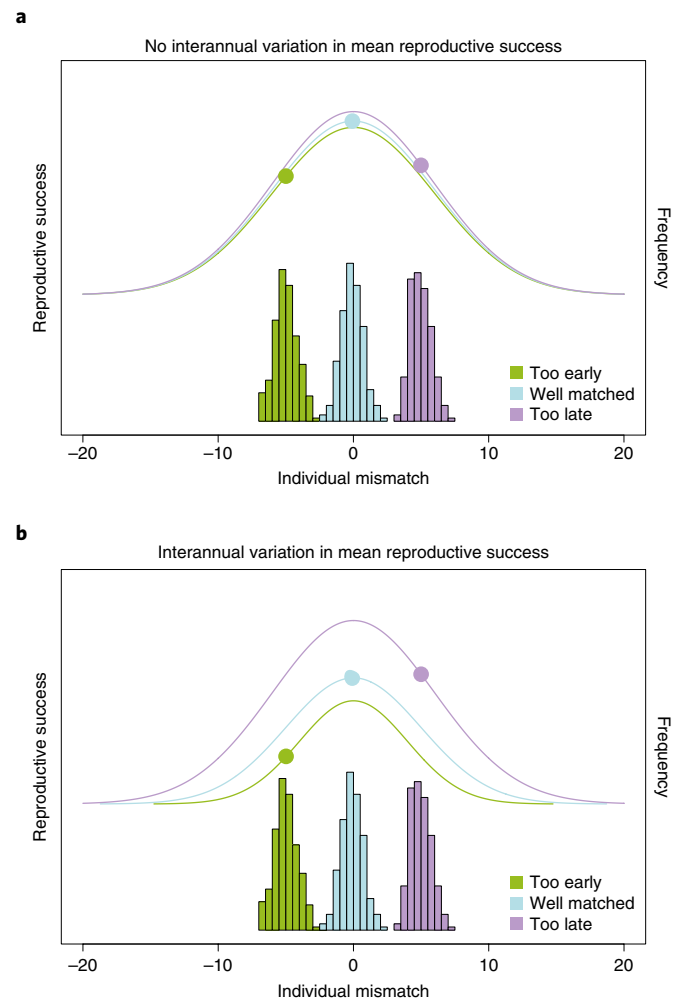 a
No interannual variation in mean reproductive success
Reproductive success
Frequency
Too early
Well matched
Too late
–20
–10
0
10
20
Individual mismatch
b
Interannual variation in mean reproductive success
Reproductive success
Frequency
Too early
Well matched
Too late
–20
–10
0
10
20
Individual mismatch